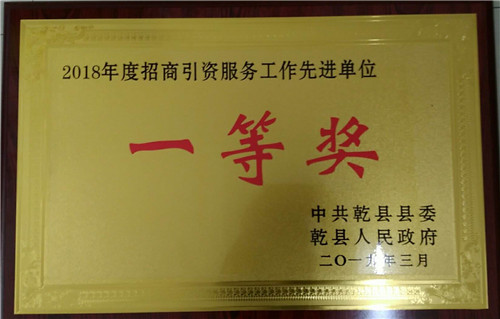 2018年度招商引资服务工作先进单位
一等奖
中共乾县县委
乾县人民政府
二〇一九年三月